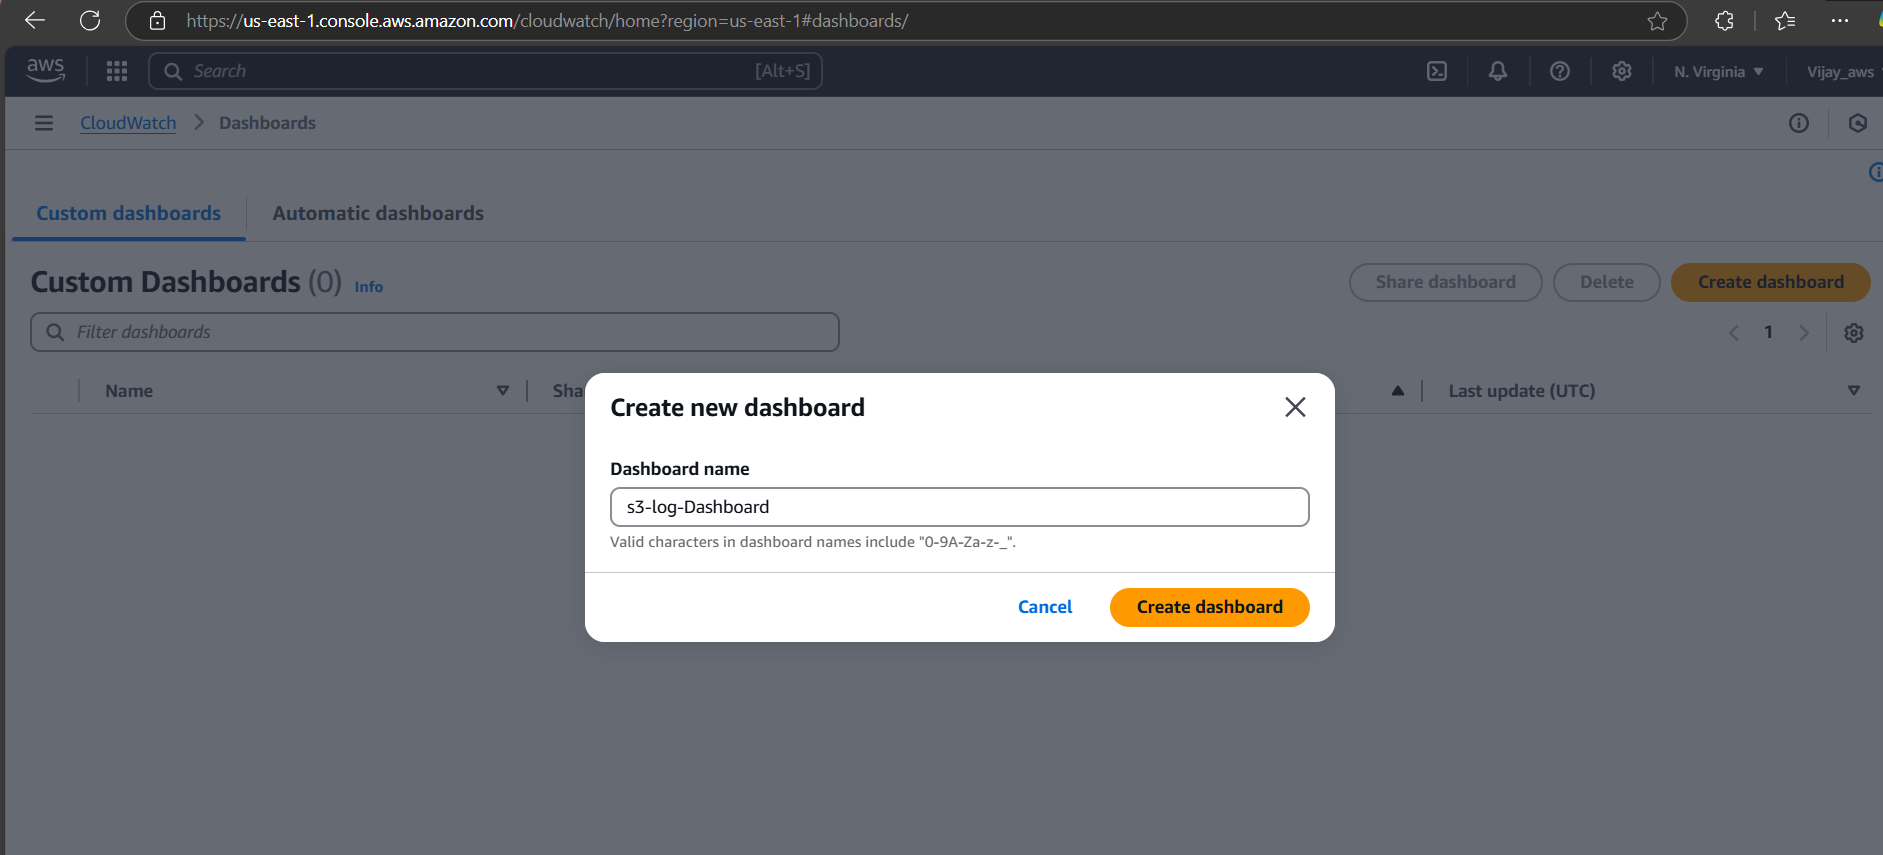 https://us-east-1.console.aws.amazon.com/cloudwatch/home?region=us-east-1#dashboards/
aws
Search [Alt+S]
N. Virginia
Vijay_aws
CloudWatch
Dashboards
Custom dashboards
Automatic dashboards
Custom Dashboards (0) Info
Share dashboard
Delete
Create dashboard
Filter dashboards
1
Name
Sha
Last update (UTC)
Create new dashboard
Dashboard name
s3-log-Dashboard
Valid characters in dashboard names include "0-9A-Za-z-_".
Cancel
Create dashboard